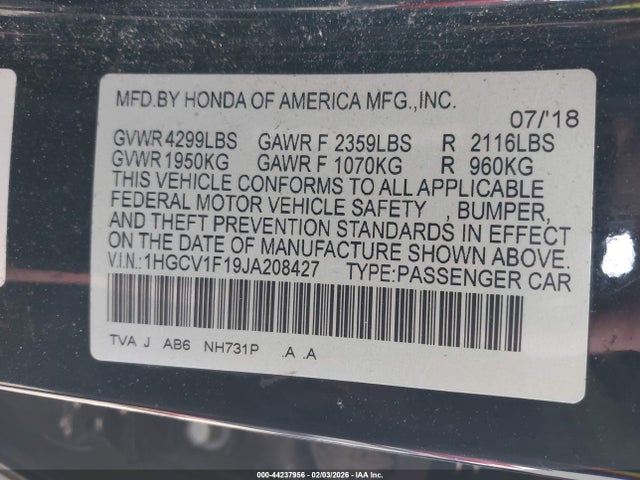 MFD.BY HONDA OF AMERICA MFG.,INC.
07/'18
GVWR 4299LBS GAWR F 2359LBS R 2116LBS
GVWR 1950KG GAWR F 1070KG R 960KG
THIS VEHICLE CONFORMS TO ALL APPLICABLE
FEDERAL MOTOR VEHICLE SAFETY , BUMPER,
AND THEFT PREVENTION STANDARDS IN EFFECT
ON THE DATE OF MANUFACTURE SHOWN ABOVE.
V.I.N.:1HGCV1F19JA208427 TYPE:PASSENGER CAR
TVA J AB6 NH731P .A .A
000-44237956 - 02/03/2026 - IAA Inc.